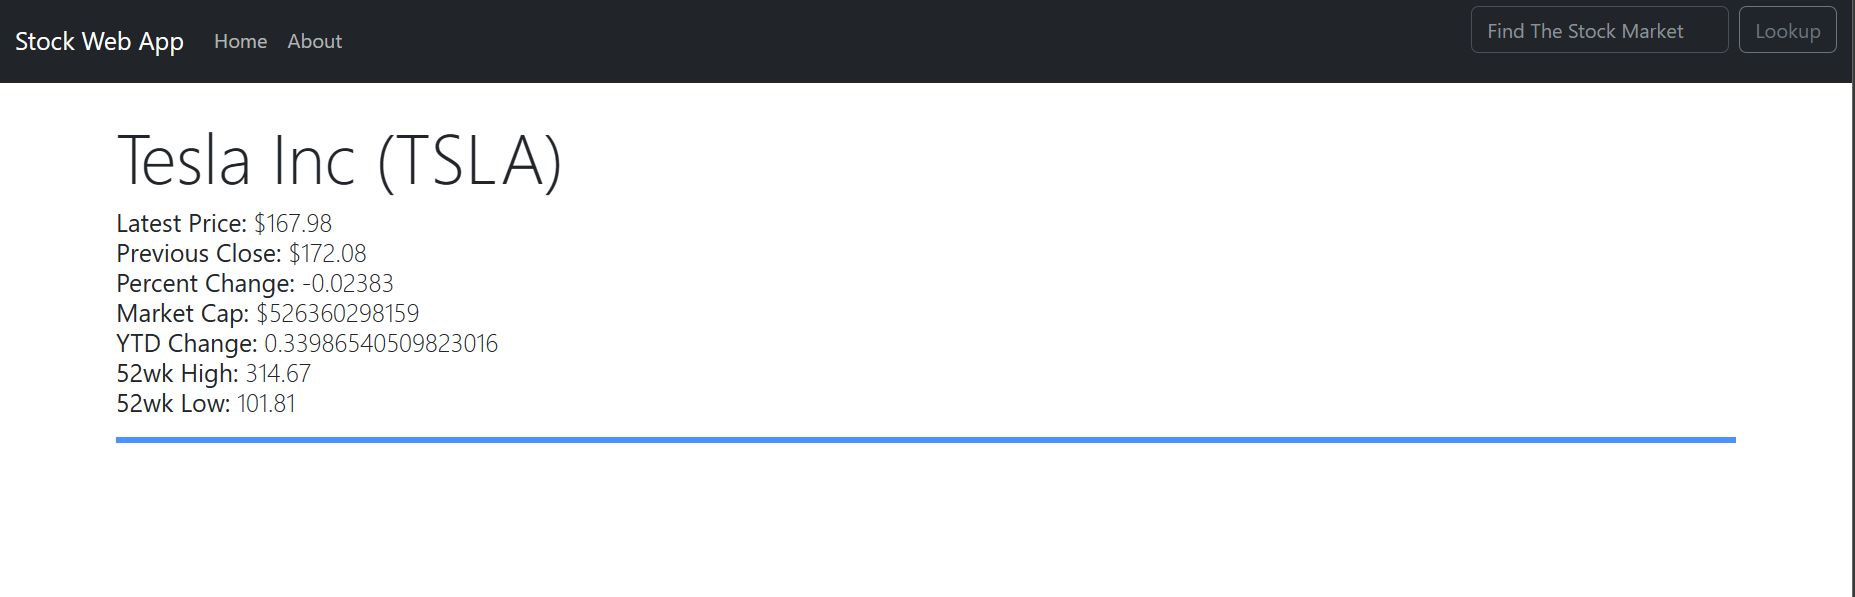 Stock Web App Home About Find The Stock Market Lookup
Tesla Inc (TSLA)
Latest Price: $167.98
Previous Close: $172.08
Percent Change: -0.02383
Market Cap: $526360298159
YTD Change: 0.33986540509823016
52wk High: 314.67
52wk Low: 101.81